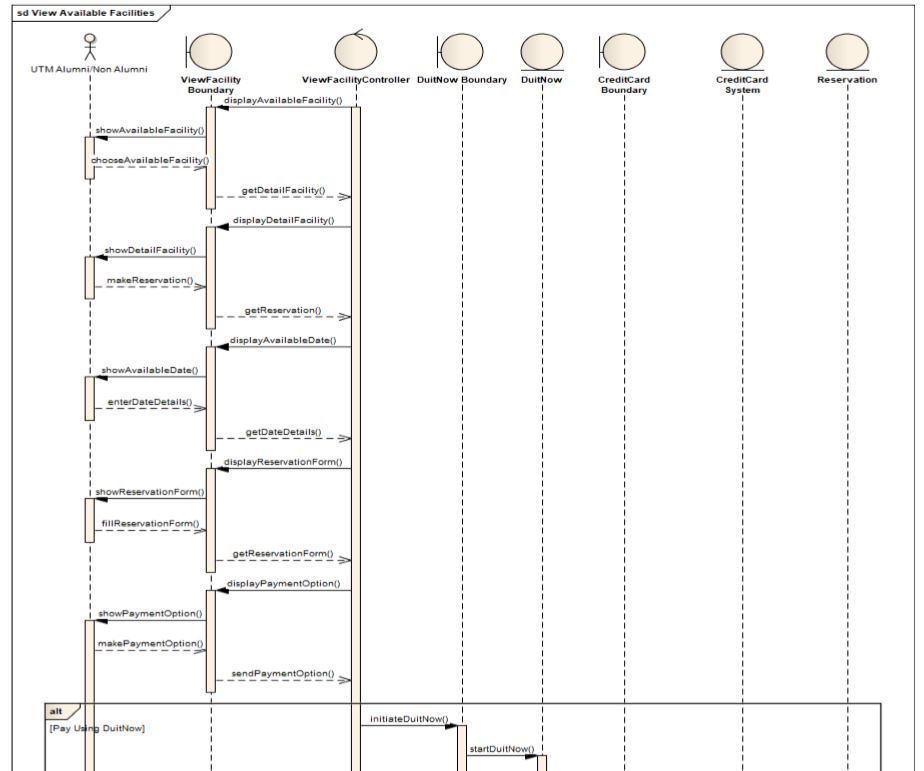 sd View Available Facilities
UTM Alumni/Non Alumni
ViewFacility
Boundary
ViewFacilityController
DuitNow Boundary
DuitNow
CreditCard
Boundary
CreditCard
System
Reservation
displayAvailableFacility()
showAvailableFacility()
chooseAvailableFacility()
getDetailFacility()
displayDetailFacility()
showDetailFacility()
makeReservation()
getReservation()
displayAvailableDate()
showAvailableDate()
enterDateDetails()
getDateDetails()
displayReservationForm()
showReservationForm()
fillReservationForm()
getReservationForm()
displayPaymentOption()
showPaymentOption()
makePaymentOption()
sendPaymentOption()
alt
[Pay Using DuitNow]
initiateDuitNow()
startDuitNow()